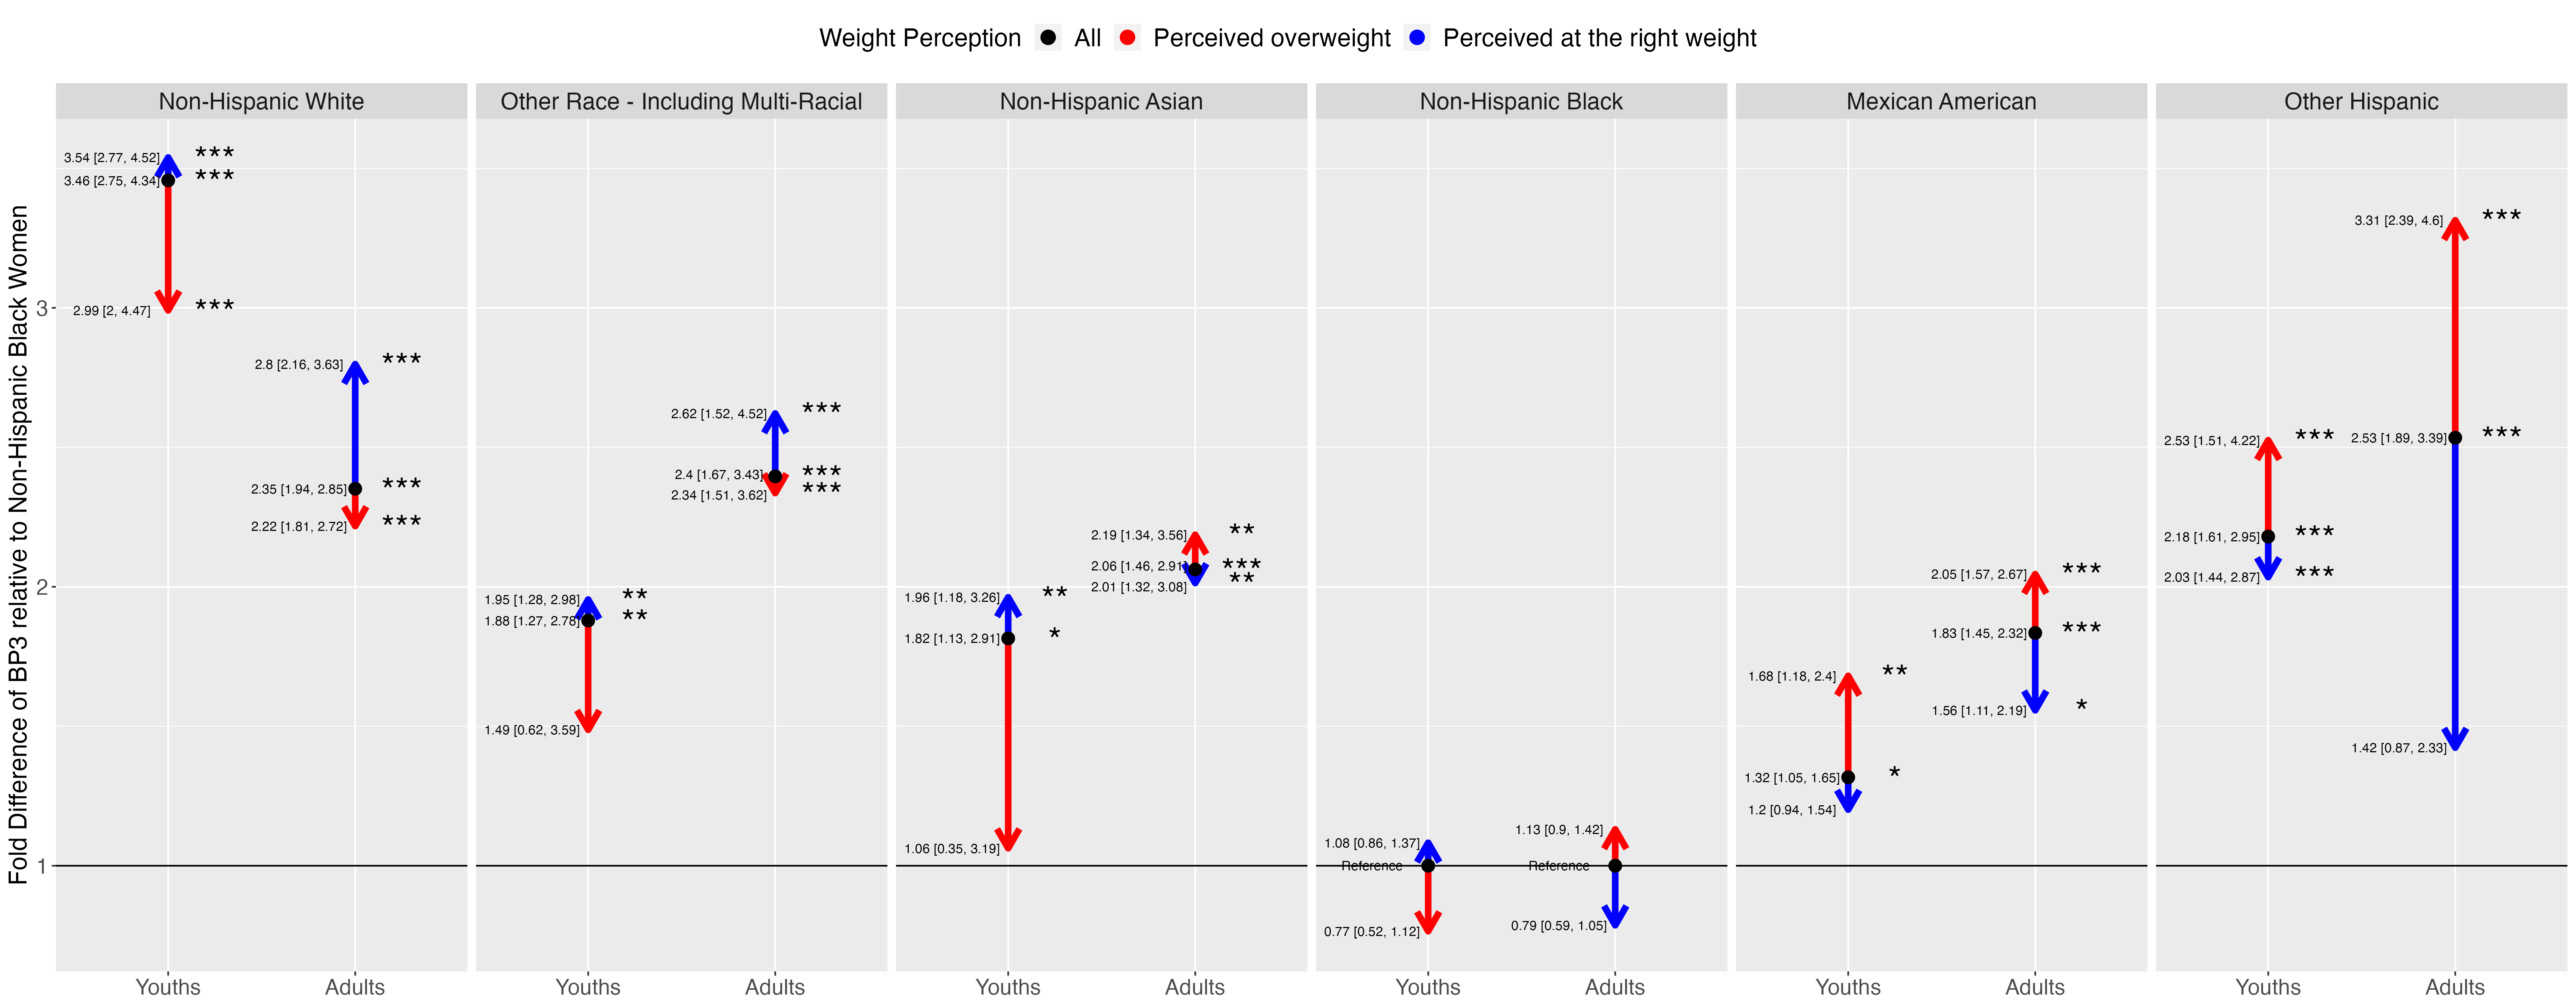 Weight Perception All Perceived overweight Perceived at the right weight
Fold Difference of BP3 relative to Non-Hispanic Black Women
3
2
1
Non-Hispanic White
3.54 [2.77, 4.52] ***
3.46 [2.75, 4.34] ***
2.99 [2, 4.47] ***
2.8 [2.16, 3.63] ***
2.35 [1.94, 2.85] ***
2.22 [1.81, 2.72] ***
Youths Adults
Other Race - Including Multi-Racial
2.62 [1.52, 4.52] ***
2.4 [1.67, 3.43] ***
2.34 [1.51, 3.62] ***
1.95 [1.28, 2.98] **
1.88 [1.27, 2.78] **
1.49 [0.62, 3.59]
Youths Adults
Non-Hispanic Asian
2.19 [1.34, 3.56] **
2.06 [1.46, 2.91] ***
2.01 [1.32, 3.08] **
1.96 [1.18, 3.26] **
1.82 [1.13, 2.91] *
1.06 [0.35, 3.19]
Youths Adults
Non-Hispanic Black
1.13 [0.9, 1.42]
1.08 [0.86, 1.37]
Reference Reference
0.79 [0.59, 1.05]
0.77 [0.52, 1.12]
Youths Adults
Mexican American
2.05 [1.57, 2.67] ***
1.83 [1.45, 2.32] ***
1.68 [1.18, 2.4] **
1.56 [1.11, 2.19] *
1.32 [1.05, 1.65] *
1.2 [0.94, 1.54]
Youths Adults
Other Hispanic
3.31 [2.39, 4.6] ***
2.53 [1.51, 4.22] *** 2.53 [1.89, 3.39] ***
2.18 [1.61, 2.95] ***
2.03 [1.44, 2.87] ***
1.42 [0.87, 2.33]
Youths Adults